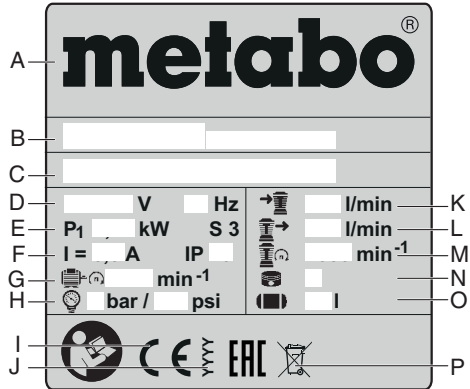 metabo®
A
B
C
D V Hz
E P1 kW S 3
F I = A IP
G min-1
H bar / psi
l/min K
l/min L
min-1 M
N
l O
I
J CE YYYY EAC P